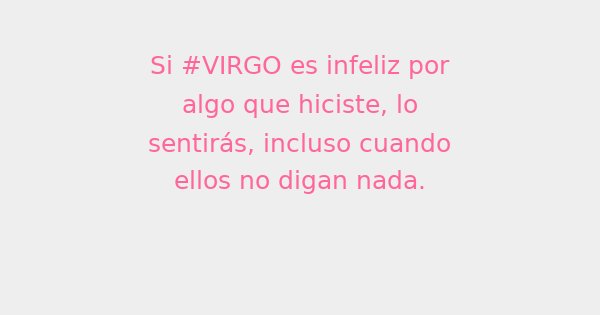 Si #VIRGO es infeliz por
algo que hiciste, lo
sentirás, incluso cuando
ellos no digan nada.